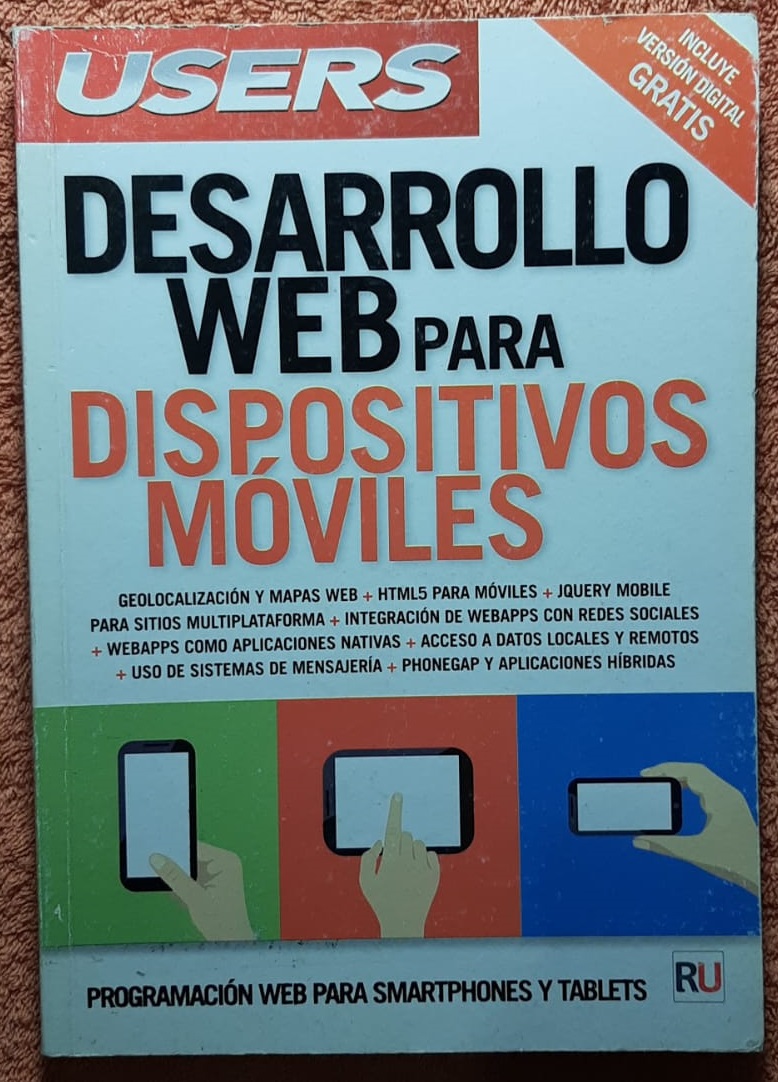 USERS
INCLUYE
VERSIÓN DIGITAL
GRATIS
DESARROLLO
WEB PARA
DISPOSITIVOS
MÓVILES
GEOLOCALIZACIÓN Y MAPAS WEB + HTML5 PARA MÓVILES + JQUERY MOBILE
PARA SITIOS MULTIPLATAFORMA + INTEGRACIÓN DE WEBAPPS CON REDES SOCIALES
+ WEBAPPS COMO APLICACIONES NATIVAS + ACCESO A DATOS LOCALES Y REMOTOS
+ USO DE SISTEMAS DE MENSAJERÍA + PHONEGAP Y APLICACIONES HÍBRIDAS
PROGRAMACIÓN WEB PARA SMARTPHONES Y TABLETS
RU